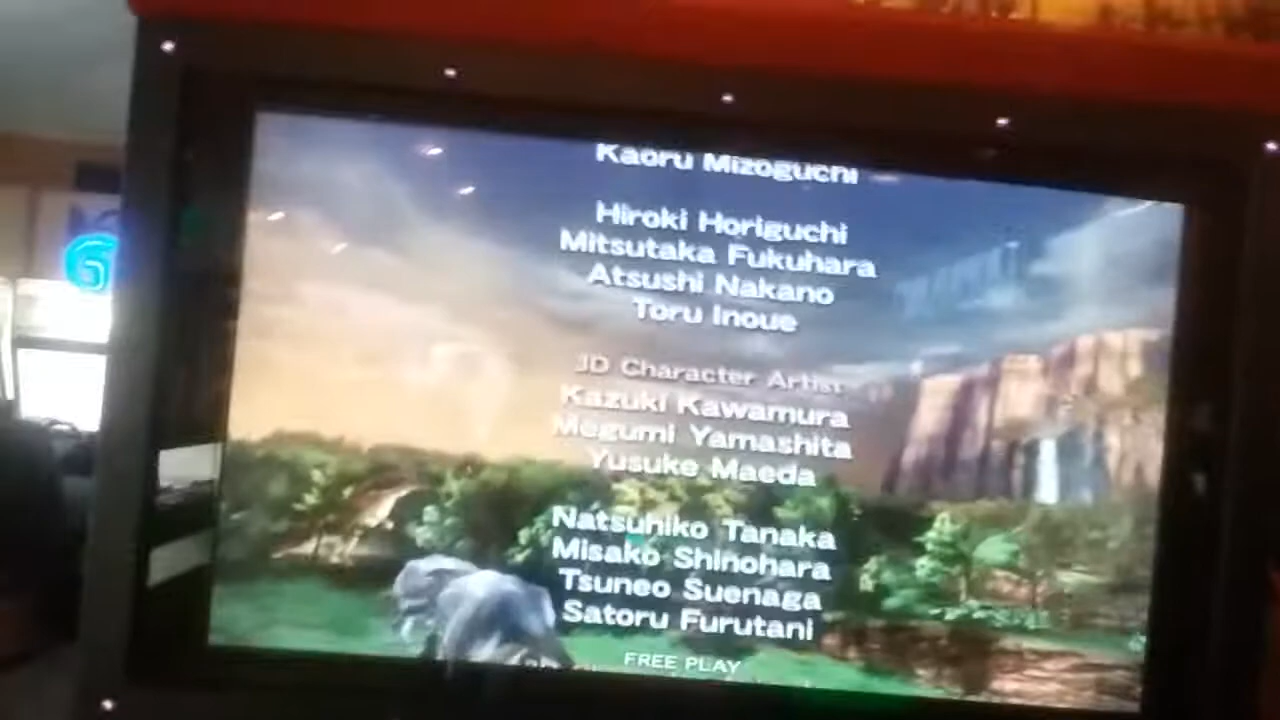 Kaoru Mizoguchi
Hiroki Horiguchi
Mitsutaka Fukuhara
Atsushi Nakano
Toru Inoue
JD Character Artist
Kazuki Kawamura
Megumi Yamashita
Yusuke Maeda
Natsuhiko Tanaka
Misako Shinohara
Tsuneo Suenaga
Satoru Furutani
FREE PLAY